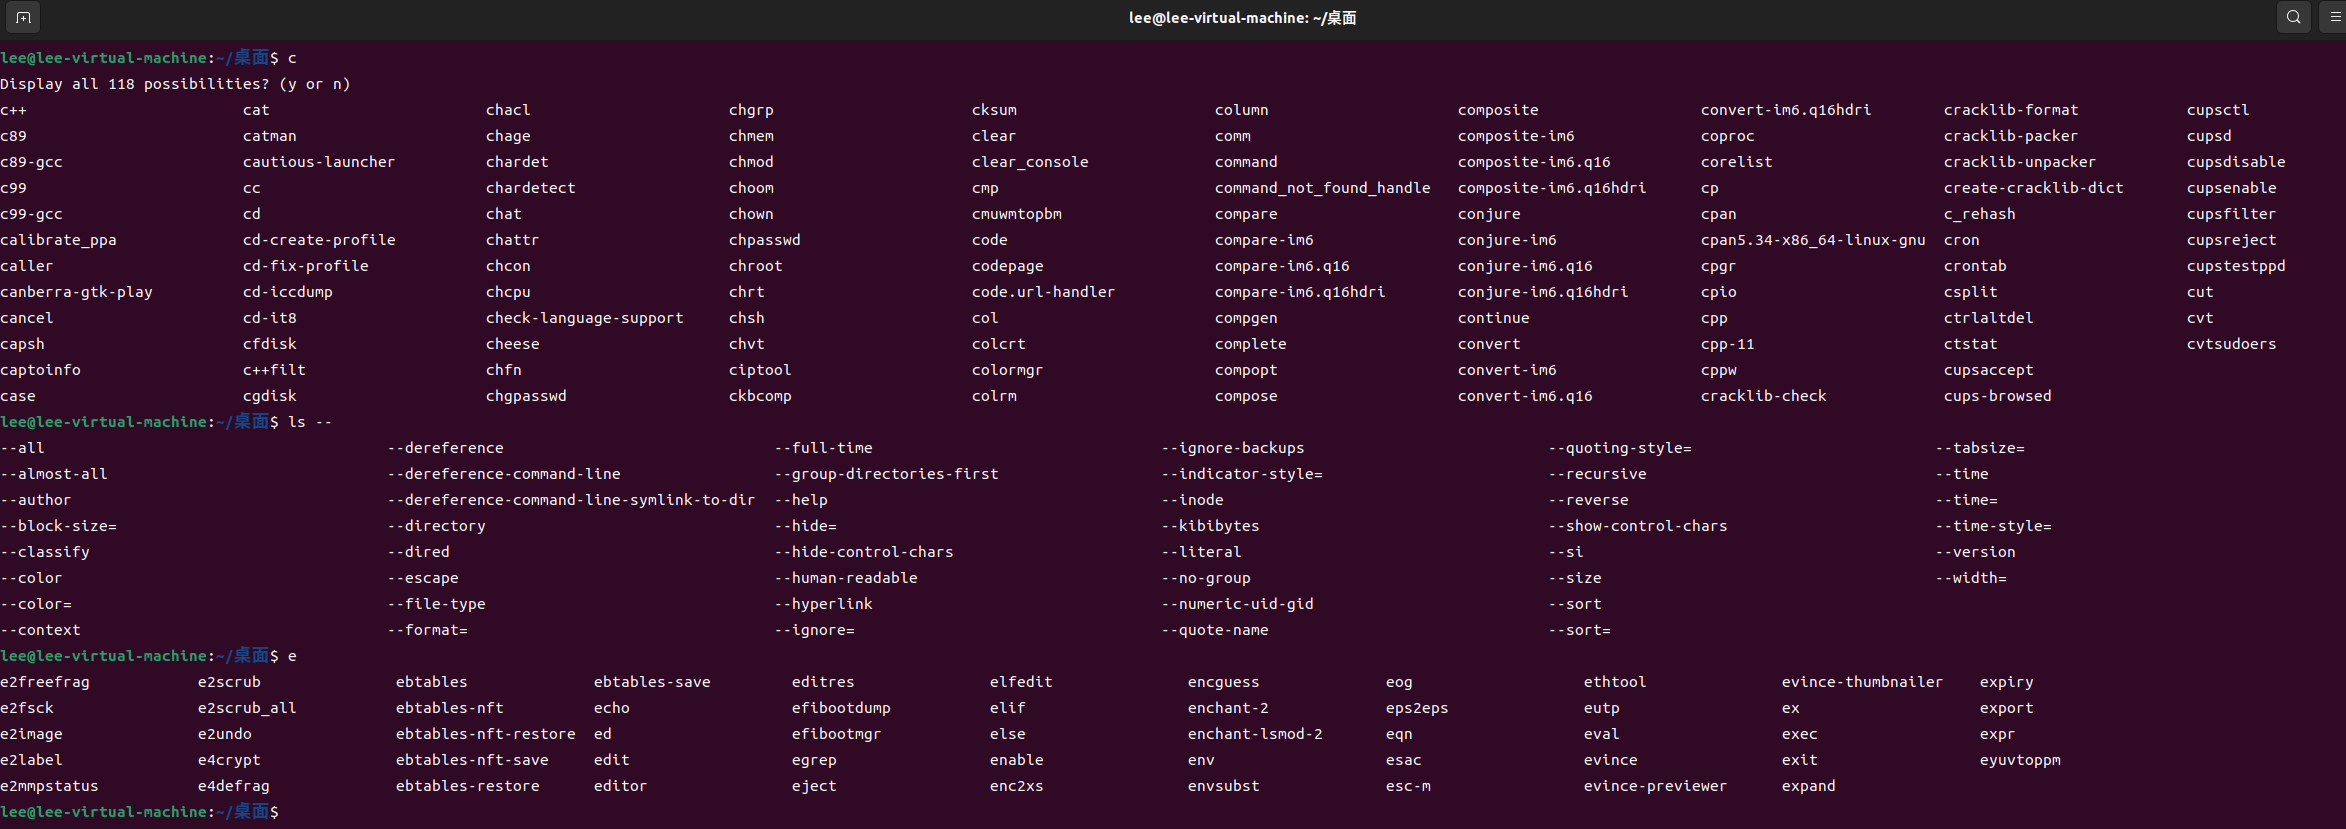 lee@lee-virtual-machine: ~/桌面
lee@lee-virtual-machine:~/桌面$ c
Display all 118 possibilities? (y or n)
c++ cat chacl chgrp cksum column composite convert-im6.q16hdri cracklib-format cupsctl
c89 catman chage chmem clear comm composite-im6 coproc cracklib-packer cupsd
c89-gcc cautious-launcher chardet chmod clear_console command composite-im6.q16 corelist cracklib-unpacker cupsdisable
c99 cc chardetect choom cmp command_not_found_handle composite-im6.q16hdri cp create-cracklib-dict cupsenable
c99-gcc cd chat chown cmuwmtopbm compare conjure cpan c_rehash cupsfilter
calibrate_ppa cd-create-profile chattr chpasswd code compare-im6 conjure-im6 cpan5.34-x86_64-linux-gnu cron cupsreject
caller cd-fix-profile chcon chroot codepage compare-im6.q16 conjure-im6.q16 cpgr crontab cupstestppd
canberra-gtk-play cd-iccdump chcpu chrt code.url-handler compare-im6.q16hdri conjure-im6.q16hdri cpio csplit cut
cancel cd-it8 check-language-support chsh col compgen continue cpp ctrlaltdel cvt
capsh cfdisk cheese chvt colcrt complete convert cpp-11 ctstat cvtsudoers
captoinfo c++filt chfn ciptool colormgr compopt convert-im6 cppw cupsaccept
case cgdisk chgpasswd ckbcomp colrm compose convert-im6.q16 cracklib-check cups-browsed
lee@lee-virtual-machine:~/桌面$ ls --
--all --dereference --full-time --ignore-backups --quoting-style= --tabsize=
--almost-all --dereference-command-line --group-directories-first --indicator-style= --recursive --time
--author --dereference-command-line-symlink-to-dir --help --inode --reverse --time=
--block-size= --directory --hide= --kibibytes --show-control-chars --time-style=
--classify --dired --hide-control-chars --literal --si --version
--color --escape --human-readable --no-group --size --width=
--color= --file-type --hyperlink --numeric-uid-gid --sort
--context --format= --ignore= --quote-name --sort=
lee@lee-virtual-machine:~/桌面$ e
e2freefrag e2scrub ebtables ebtables-save editres elfedit encguess eog ethtool evince-thumbnailer expiry
e2fsck e2scrub_all ebtables-nft echo efibootdump elif enchant-2 eps2eps eutp ex export
e2image e2undo ebtables-nft-restore ed efibootmgr else enchant-lsmod-2 eqn eval exec expr
e2label e4crypt ebtables-nft-save edit egrep enable env esac evince exit eyuvtoppm
e2mmpstatus e4defrag ebtables-restore editor eject enc2xs envsubst esc-m evince-previewer expand
lee@lee-virtual-machine:~/桌面$